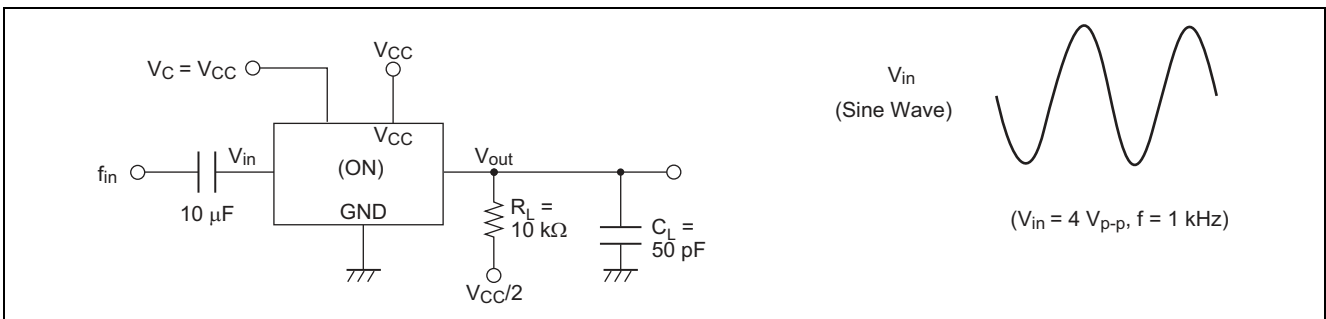 V_C = V_CC
V_CC
V_CC
f_in
V_in
(ON)
V_out
10 μF
GND
R_L =
10 kΩ
C_L =
50 pF
V_CC/2
V_in
(Sine Wave)
(V_in = 4 V_p-p, f = 1 kHz)